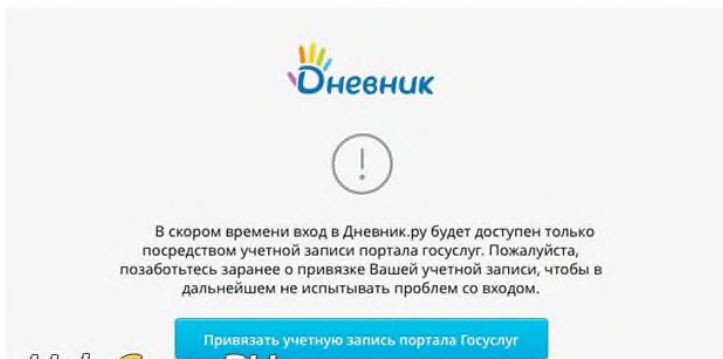 Дневник
В скором времени вход в Дневник.ру будет доступен только
посредством учетной записи портала госуслуг. Пожалуйста,
позаботьтесь заранее о привязке Вашей учетной записи, чтобы в
дальнейшем не испытывать проблем со входом.
Привязать учетную запись портала Госуслуг